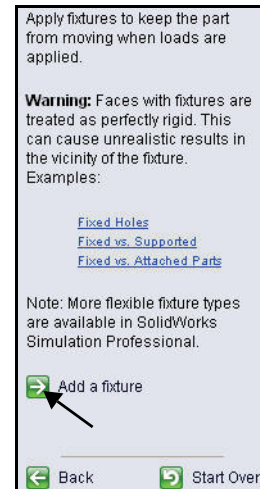 Apply fixtures to keep the part
from moving when loads are
applied.
Warning: Faces with fixtures are
treated as perfectly rigid. This
can cause unrealistic results in
the vicinity of the fixture.
Examples:
Fixed Holes
Fixed vs. Supported
Fixed vs. Attached Parts
Note: More flexible fixture types
are available in SolidWorks
Simulation Professional.
Add a fixture
Back Start Over